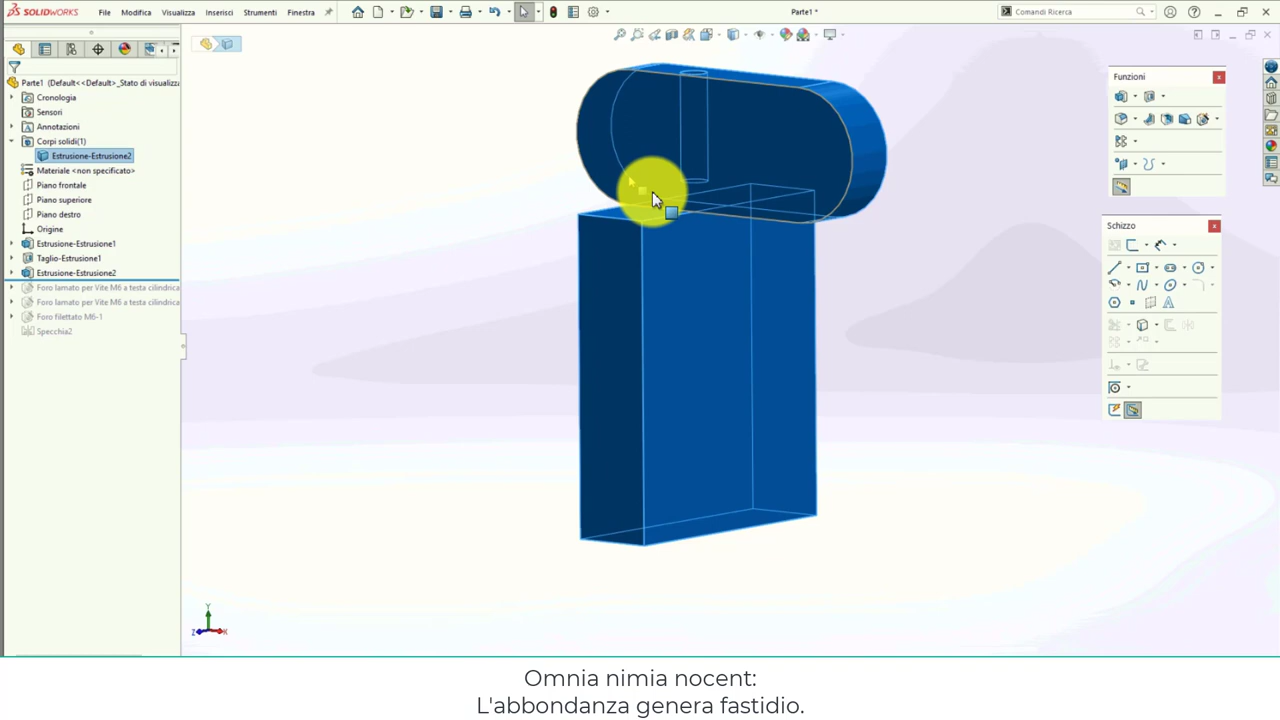 SOLIDWORKS
File Modifica Visualizza Inserisci Strumenti Finestra
Parte1 *
Comandi Ricerca
Parte1 (Default<<Default>_Stato di visualizza
Cronologia
Sensori
Annotazioni
Corpi solidi(1)
Estrusione-Estrusione2
Materiale <non specificato>
Piano frontale
Piano superiore
Piano destro
Origine
Estrusione-Estrusione1
Taglio-Estrusione1
Estrusione-Estrusione2
Foro lamato per Vite M6 a testa cilindrica
Foro lamato per Vite M6 a testa cilindrica
Foro filettato M6-1
Specchia2
Funzioni
Schizzo
Y
Z X
Omnia nimia nocent:
L'abbondanza genera fastidio.